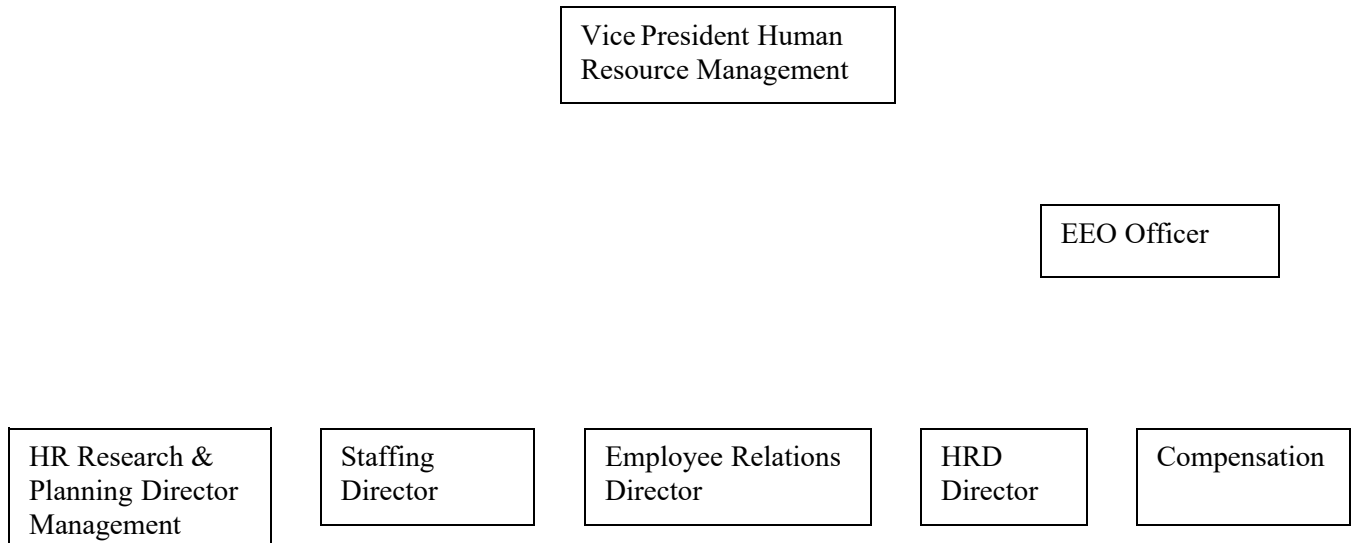 Vice President Human
Resource Management
EEO Officer
HR Research &
Planning Director
Management
Staffing
Director
Employee Relations
Director
HRD
Director
Compensation